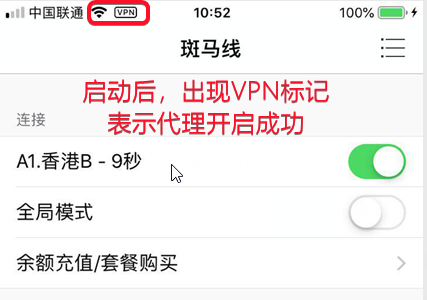 中国联通 VPN 10:52 100%
斑马线
启动后，出现VPN标记
表示代理开启成功
连接
A1.香港B - 9秒
全局模式
余额充值/套餐购买